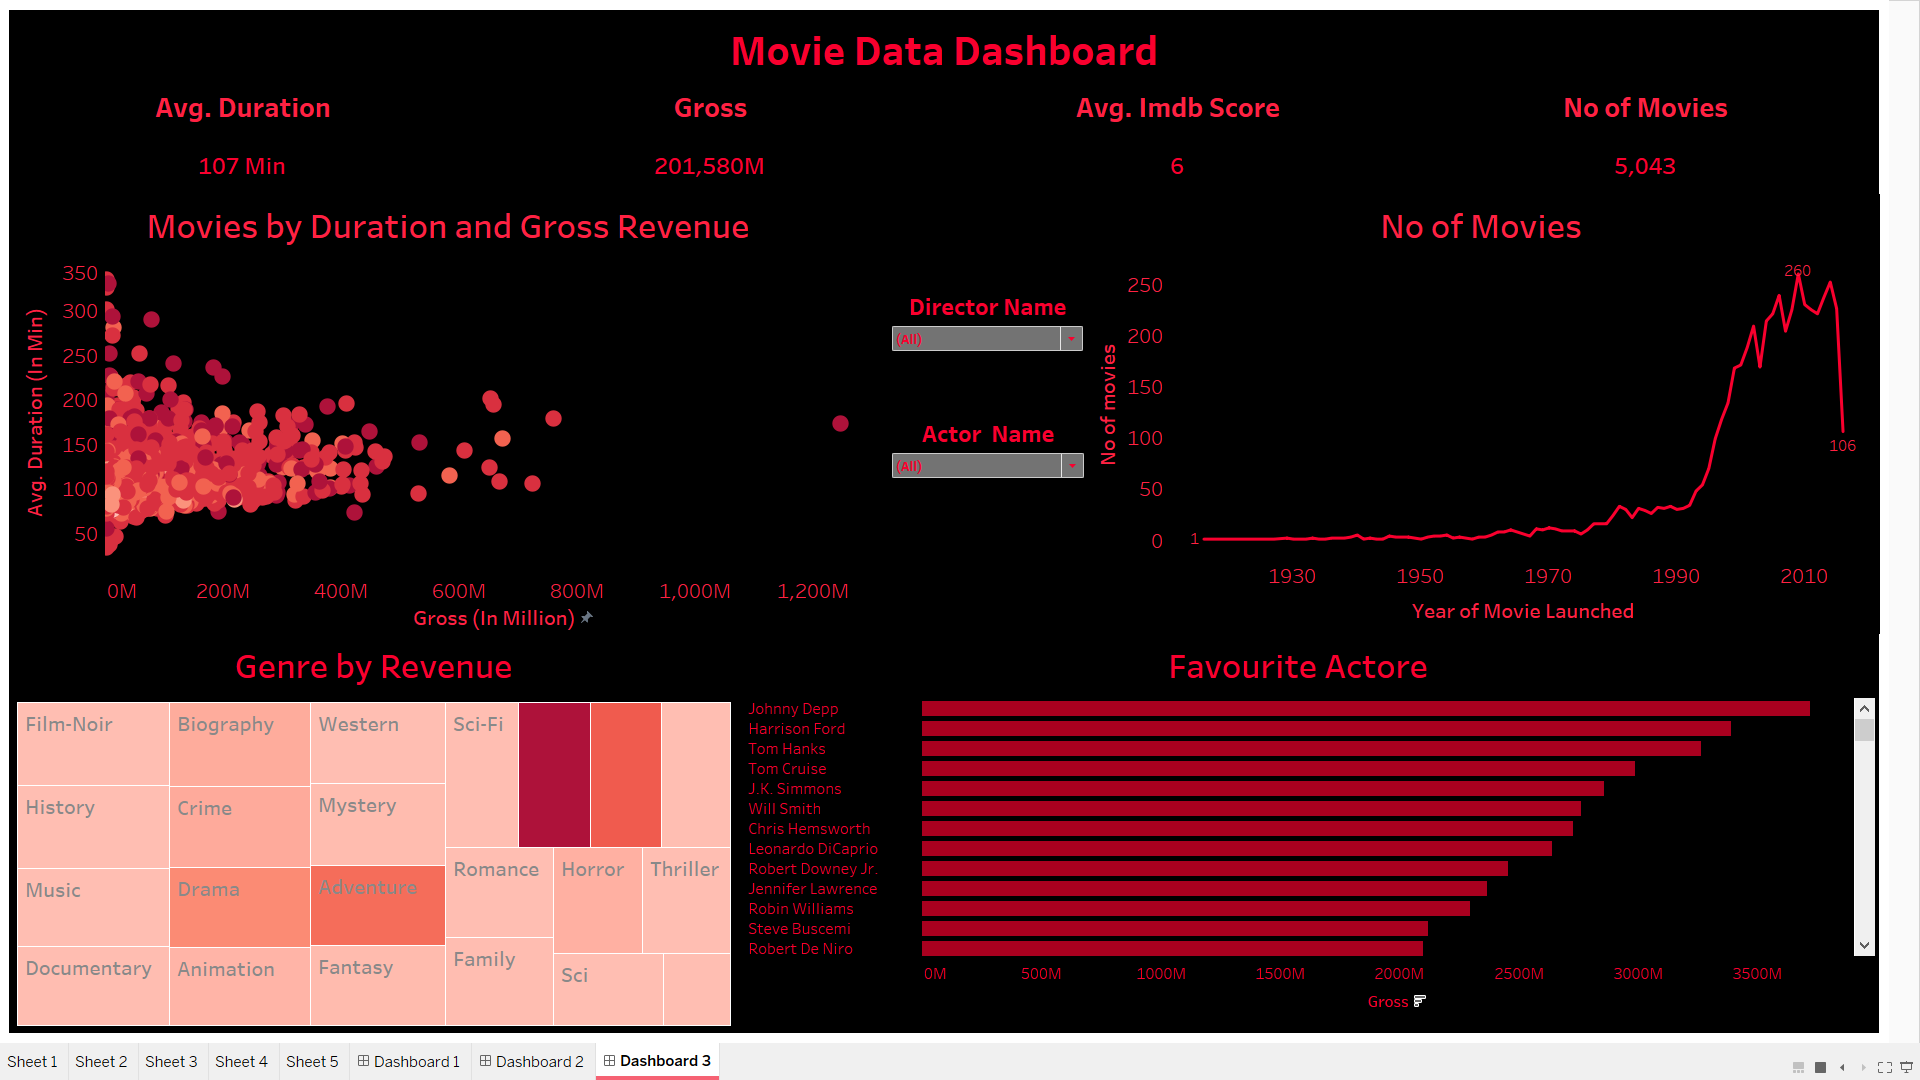 Movie Data Dashboard
Avg. Duration
Gross
Avg. Imdb Score
No of Movies
107 Min
201,580M
6
5,043
Movies by Duration and Gross Revenue
350
300
250
200
150
100
50
Avg. Duration (In Min)
0M
200M
400M
600M
800M
1,000M
1,200M
Gross (In Million)
Director Name
(All)
Actor  Name
(All)
No of Movies
250
200
150
100
50
0
No of movies
260
106
1
1930
1950
1970
1990
2010
Year of Movie Launched
Genre by Revenue
Film-Noir
Biography
Western
Sci-Fi
History
Crime
Mystery
Music
Drama
Adventure
Romance
Horror
Thriller
Documentary
Animation
Fantasy
Family
Sci
Favourite Actore
Johnny Depp
Harrison Ford
Tom Hanks
Tom Cruise
J.K. Simmons
Will Smith
Chris Hemsworth
Leonardo DiCaprio
Robert Downey Jr.
Jennifer Lawrence
Robin Williams
Steve Buscemi
Robert De Niro
0M
500M
1000M
1500M
2000M
2500M
3000M
3500M
Gross
Sheet 1
Sheet 2
Sheet 3
Sheet 4
Sheet 5
Dashboard 1
Dashboard 2
Dashboard 3